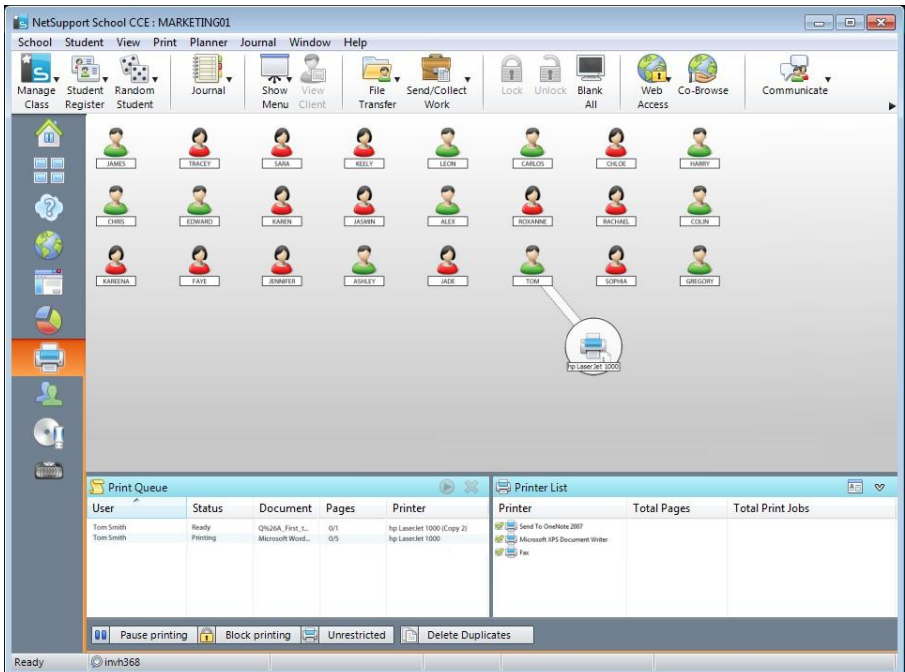 NetSupport School CCE : MARKETING01
School Student View Print Planner Journal Window Help
Manage Class Student Register Random Student Journal Show Menu View Client File Transfer Send/Collect Work Lock Unlock Blank All Web Access Co-Browse Communicate
JAMES TRACEY SARA KEELY LEON CARLOS CHLOE HARRY
CHRIS EDWARD KAREN JASMIN ALEX ROXANNE RACHAEL COLIN
KAREENA FAYE JENNIFER ASHLEY JADE TOM SOPHIA GREGORY
hp LaserJet 1000
Print Queue
User Status Document Pages Printer
Tom Smith Ready Q%26A_First_t... 0/1 hp LaserJet 1000 (Copy 2)
Tom Smith Printing Microsoft Word... 0/5 hp LaserJet 1000
Printer List
Printer Total Pages Total Print Jobs
Send To OneNote 2007
Microsoft XPS Document Writer
Fax
Pause printing Block printing Unrestricted Delete Duplicates
Ready invh368